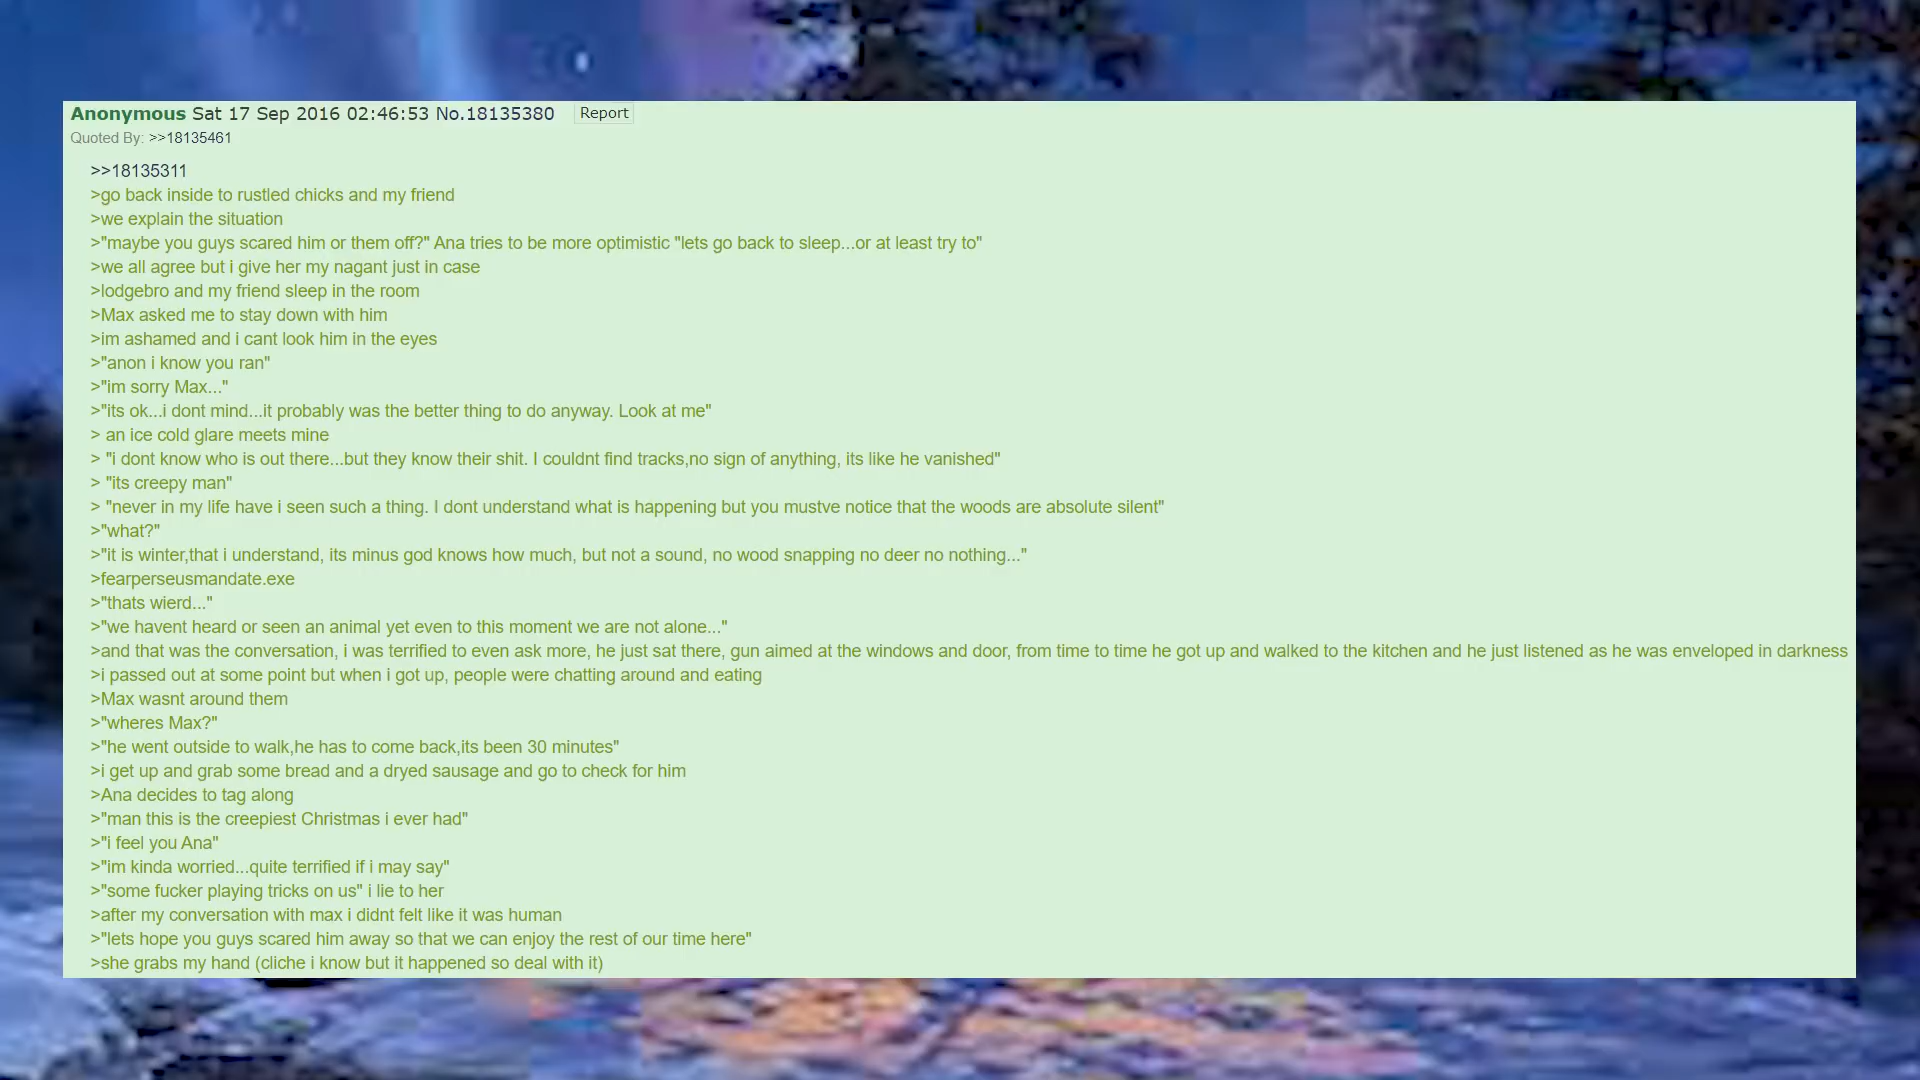 Anonymous Sat 17 Sep 2016 02:46:53 No.18135380 Report
Quoted By: >>18135461
>>18135311
>go back inside to rustled chicks and my friend
>we explain the situation
>"maybe you guys scared him or them off?" Ana tries to be more optimistic "lets go back to sleep...or at least try to"
>we all agree but i give her my nagant just in case
>lodgebro and my friend sleep in the room
>Max asked me to stay down with him
>im ashamed and i cant look him in the eyes
>"anon i know you ran"
>"im sorry Max..."
>"its ok...i dont mind...it probably was the better thing to do anyway. Look at me"
> an ice cold glare meets mine
> "i dont know who is out there...but they know their shit. I couldnt find tracks,no sign of anything, its like he vanished"
> "its creepy man"
> "never in my life have i seen such a thing. I dont understand what is happening but you mustve notice that the woods are absolute silent"
>"what?"
>"it is winter,that i understand, its minus god knows how much, but not a sound, no wood snapping no deer no nothing..."
>fearperseusmandate.exe
>"thats wierd..."
>"we havent heard or seen an animal yet even to this moment we are not alone..."
>and that was the conversation, i was terrified to even ask more, he just sat there, gun aimed at the windows and door, from time to time he got up and walked to the kitchen and he just listened as he was enveloped in darkness
>i passed out at some point but when i got up, people were chatting around and eating
>Max wasnt around them
>"wheres Max?"
>"he went outside to walk,he has to come back,its been 30 minutes"
>i get up and grab some bread and a dryed sausage and go to check for him
>Ana decides to tag along
>"man this is the creepiest Christmas i ever had"
>"i feel you Ana"
>"im kinda worried...quite terrified if i may say"
>"some fucker playing tricks on us" i lie to her
>after my conversation with max i didnt felt like it was human
>"lets hope you guys scared him away so that we can enjoy the rest of our time here"
>she grabs my hand (cliche i know but it happened so deal with it)